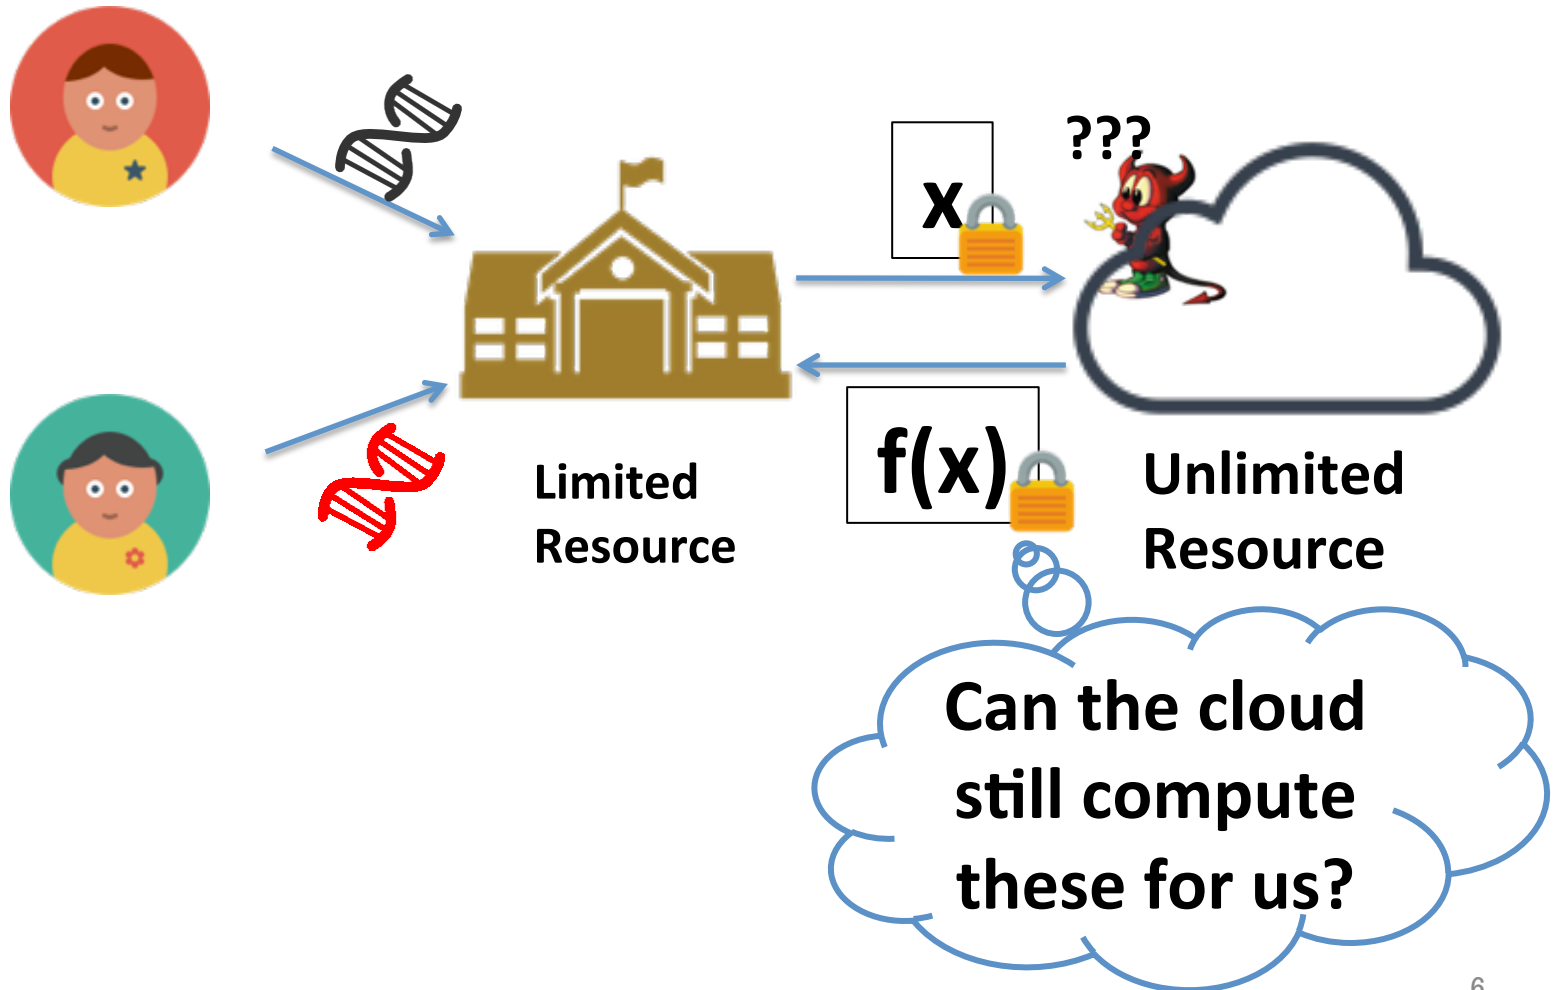 ???
x
f(x)
Limited
Resource
Unlimited
Resource
Can the cloud
still compute
these for us?
6